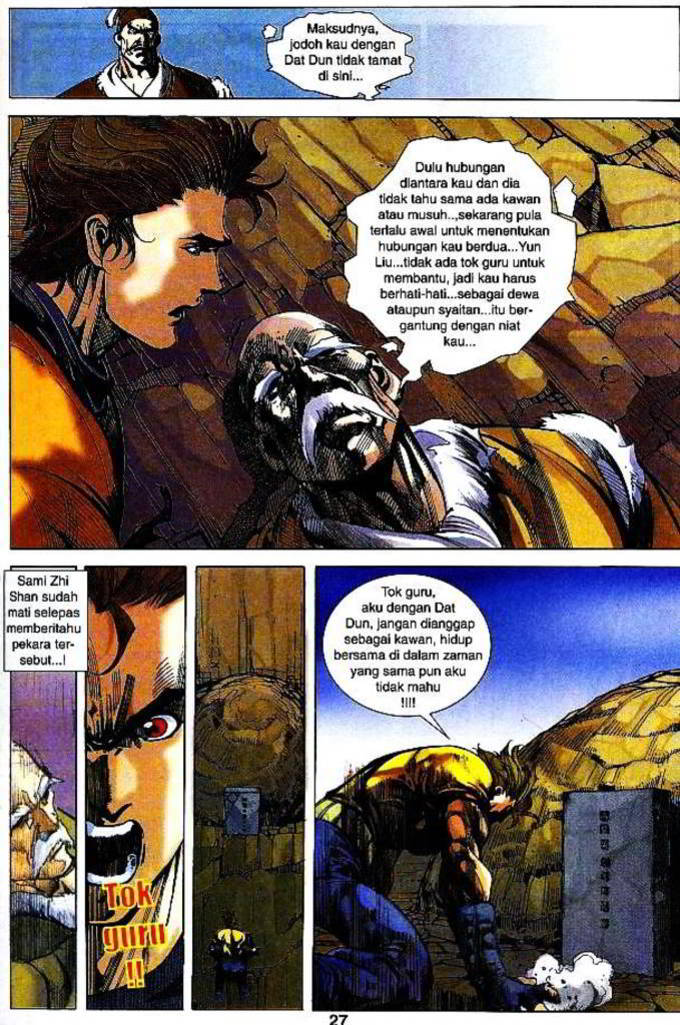 Maksudnya,
jodoh kau dengan
Dat Dun tidak tamat
di sini...
Dulu hubungan
diantara kau dan dia
tidak tahu sama ada kawan
atau musuh..,sekarang pula
terlalu awal untuk menentukan
hubungan kau berdua...Yun
Liu...tidak ada tok guru untuk
membantu, jadi kau harus
berhati-hati...sebagai dewa
ataupun syaitan...itu ber-
gantung dengan niat
kau...
Sami Zhi
Shan sudah
mati selepas
memberitahu
pekara ter-
sebut...!
Tok
guru
!!
Tok guru,
aku dengan Dat
Dun, jangan dianggap
sebagai kawan, hidup
bersama di dalam zaman
yang sama pun aku
tidak mahu
!!!!
27